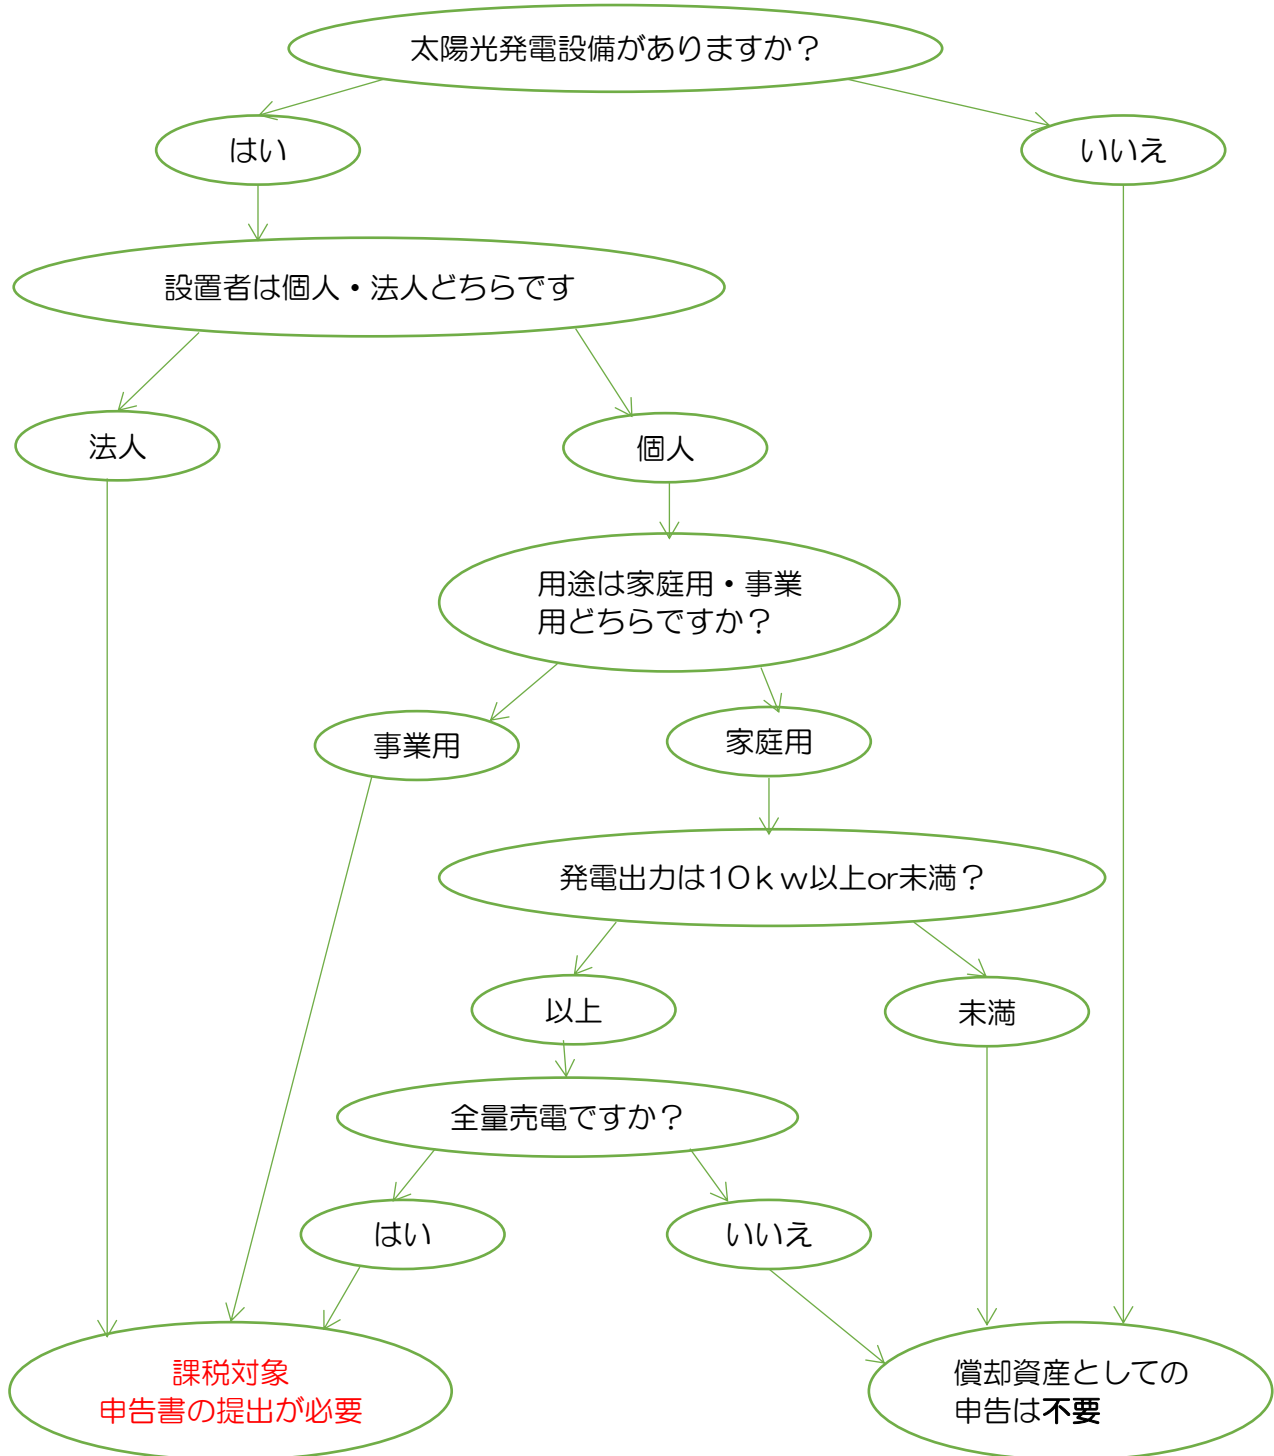 太陽光発電設備がありますか？
はい
いいえ
設置者は個人・法人どちらです
法人
個人
用途は家庭用・事業
用どちらですか？
事業用
家庭用
発電出力は10ｋｗ以上or未満？
以上
未満
全量売電ですか？
はい
いいえ
課税対象
申告書の提出が必要
償却資産としての
申告は不要